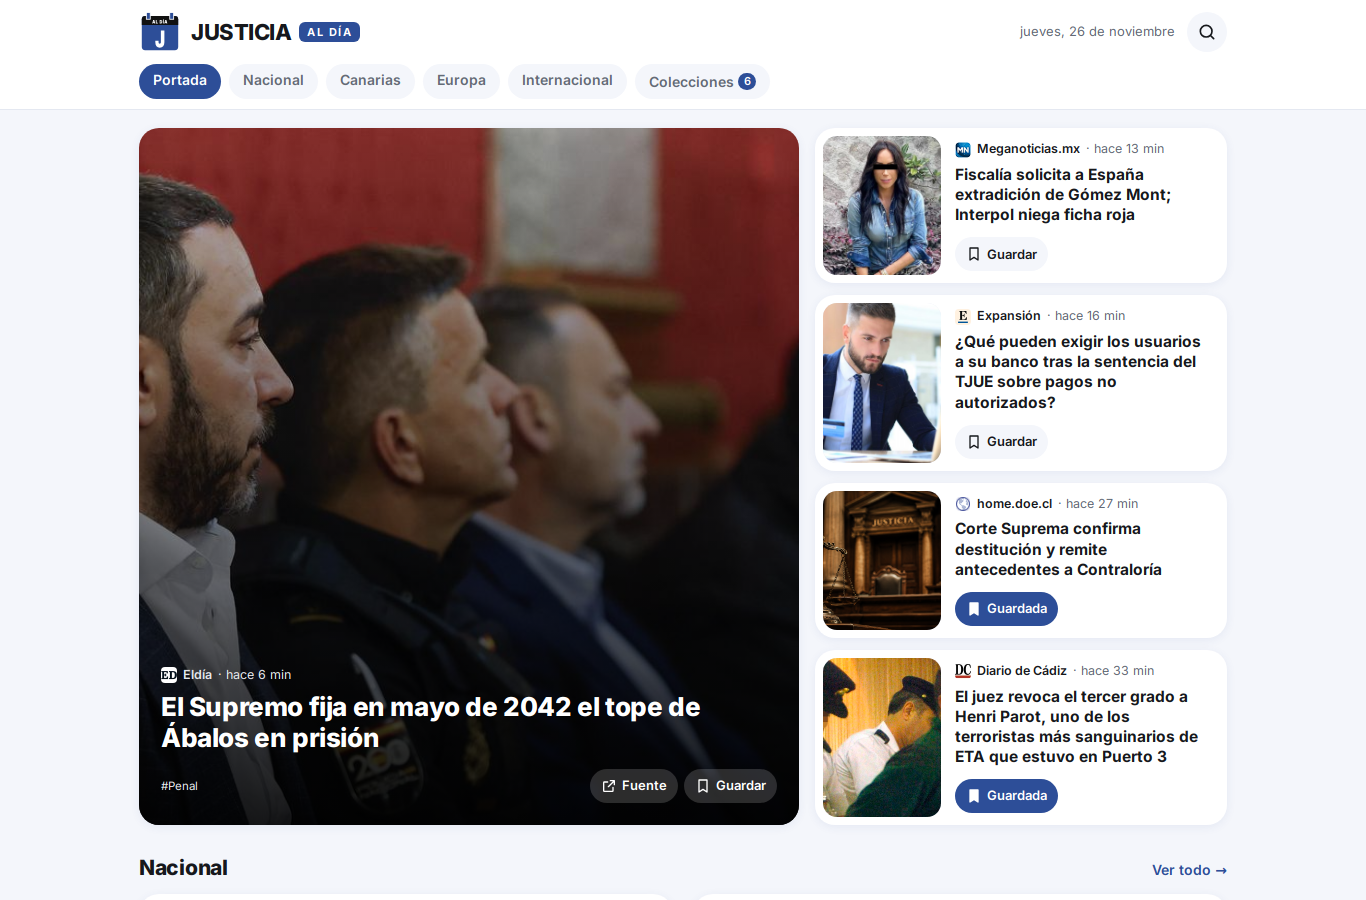 AL DÍA
J
JUSTICIA AL DÍA
jueves, 26 de noviembre
Portada
Nacional
Canarias
Europa
Internacional
Colecciones 6
ED Eldía · hace 6 min
El Supremo fija en mayo de 2042 el tope de
Ábalos en prisión
#Penal
Fuente
Guardar
MN Meganoticias.mx · hace 13 min
Fiscalía solicita a España
extradición de Gómez Mont;
Interpol niega ficha roja
Guardar
E Expansión · hace 16 min
¿Qué pueden exigir los usuarios
a su banco tras la sentencia del
TJUE sobre pagos no
autorizados?
Guardar
JUSTICIA
home.doe.cl · hace 27 min
Corte Suprema confirma
destitución y remite
antecedentes a Contraloría
Guardada
DC Diario de Cádiz · hace 33 min
El juez revoca el tercer grado a
Henri Parot, uno de los
terroristas más sanguinarios de
ETA que estuvo en Puerto 3
Guardada
Nacional
Ver todo →